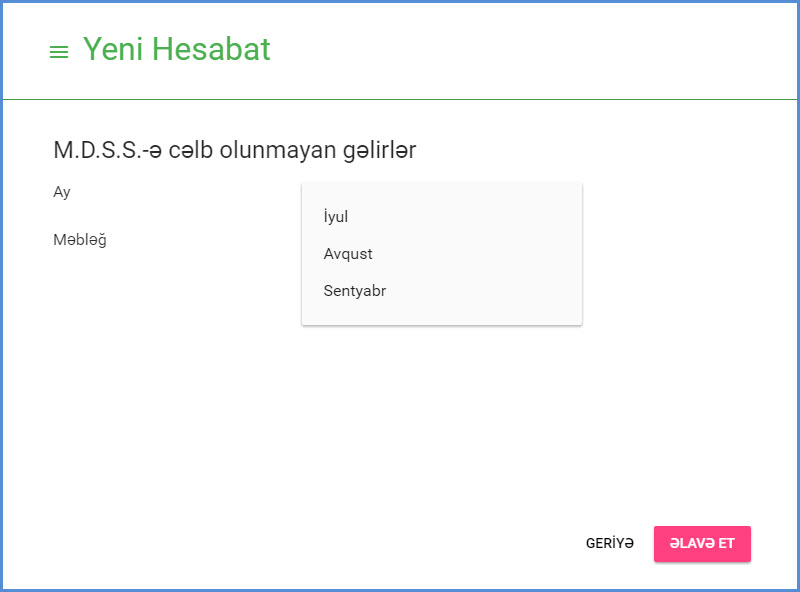 Yeni Hesabat
M.D.S.S.-ə cəlb olunmayan gəlirlər
Ay
İyul
Məbləğ
Avqust
Sentyabr
GERİYƏ
ƏLAVƏ ET